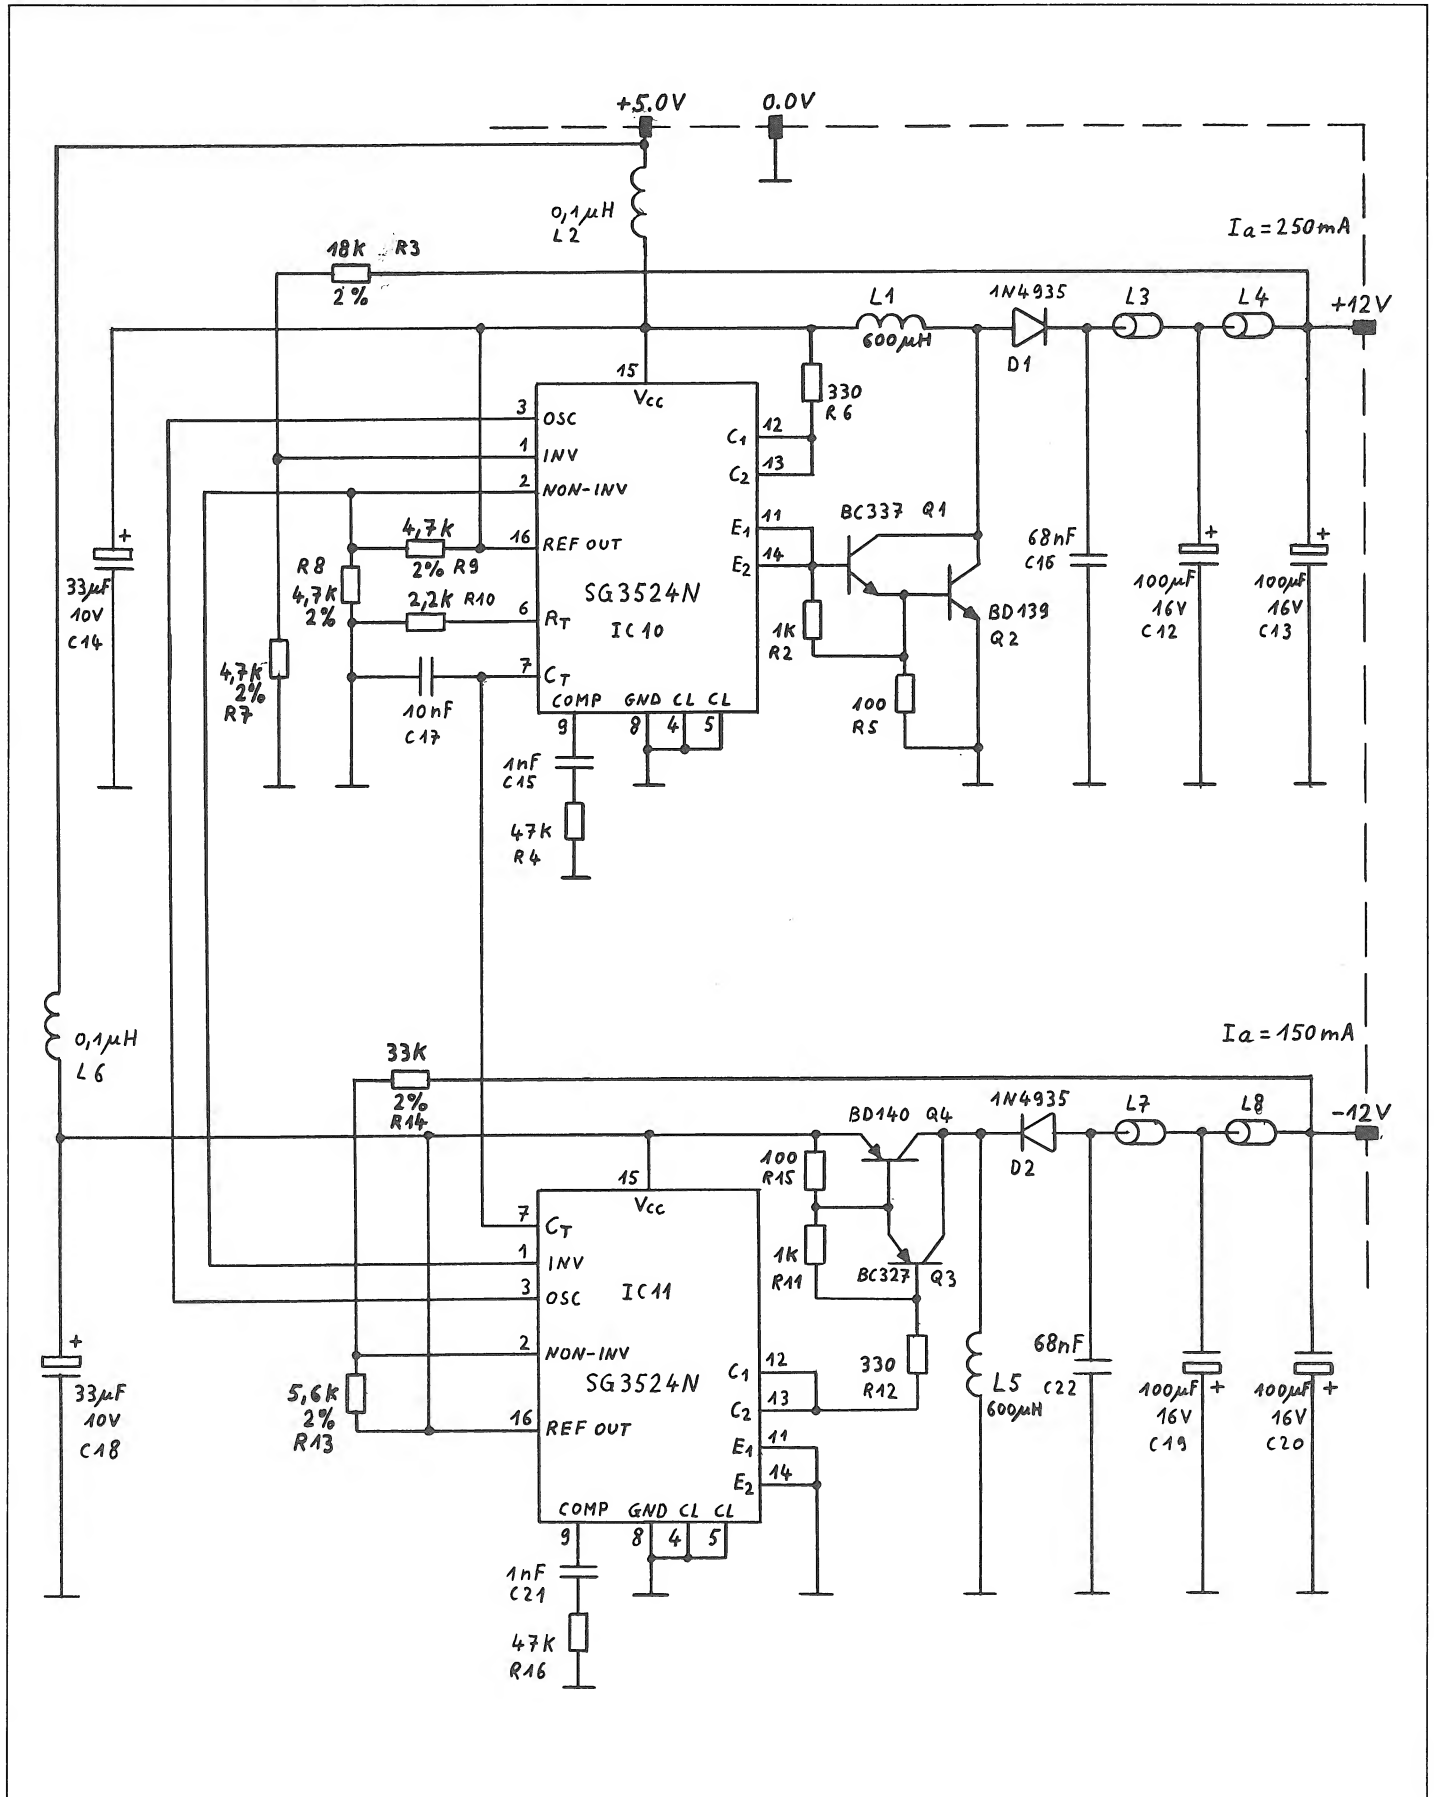 +5.0V
0.0V
0,1µH
L2
Ia=250mA
18K R3
2%
L1
600µH
1N4935
D1
L3
L4
+12V
15
Vcc
330
R6
3 OSC
1 INV
2 NON-INV
16 REF OUT
6 RT
7 CT
C1 12
C2 13
E1 11
E2 14
SG3524N
IC10
COMP GND CL CL
9 8 4 5
4,7K
2% R9
R8
4,7K
2%
2,2K R10
10nF
C17
4,7K
2%
R7
+
33µF
10V
C14
BC337 Q1
BD139
Q2
1K
R2
100
R5
68nF
C16
+
100µF
16V
C12
+
100µF
16V
C13
1nF
C15
47K
R4
0,1µH
L6
Ia=150mA
33K
2%
R14
BD140 Q4
1N4935
D2
L7
L8
-12V
15
Vcc
100
R15
1K
R11
BC327 Q3
7 CT
1 INV
3 OSC
2 NON-INV
16 REF OUT
IC11
SG3524N
C1 12
C2 13
E1 11
E2 14
330
R12
L5
600µH
68nF
C22
100µF +
16V
C19
100µF +
16V
C20
+
33µF
10V
C18
5,6K
2%
R13
COMP GND CL CL
9 8 4 5
1nF
C21
47K
R16